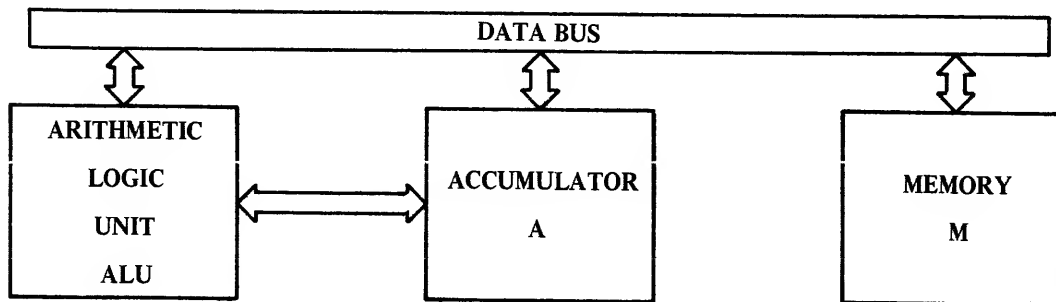 DATA BUS
ARITHMETIC
LOGIC
UNIT
ALU
ACCUMULATOR
A
MEMORY
M